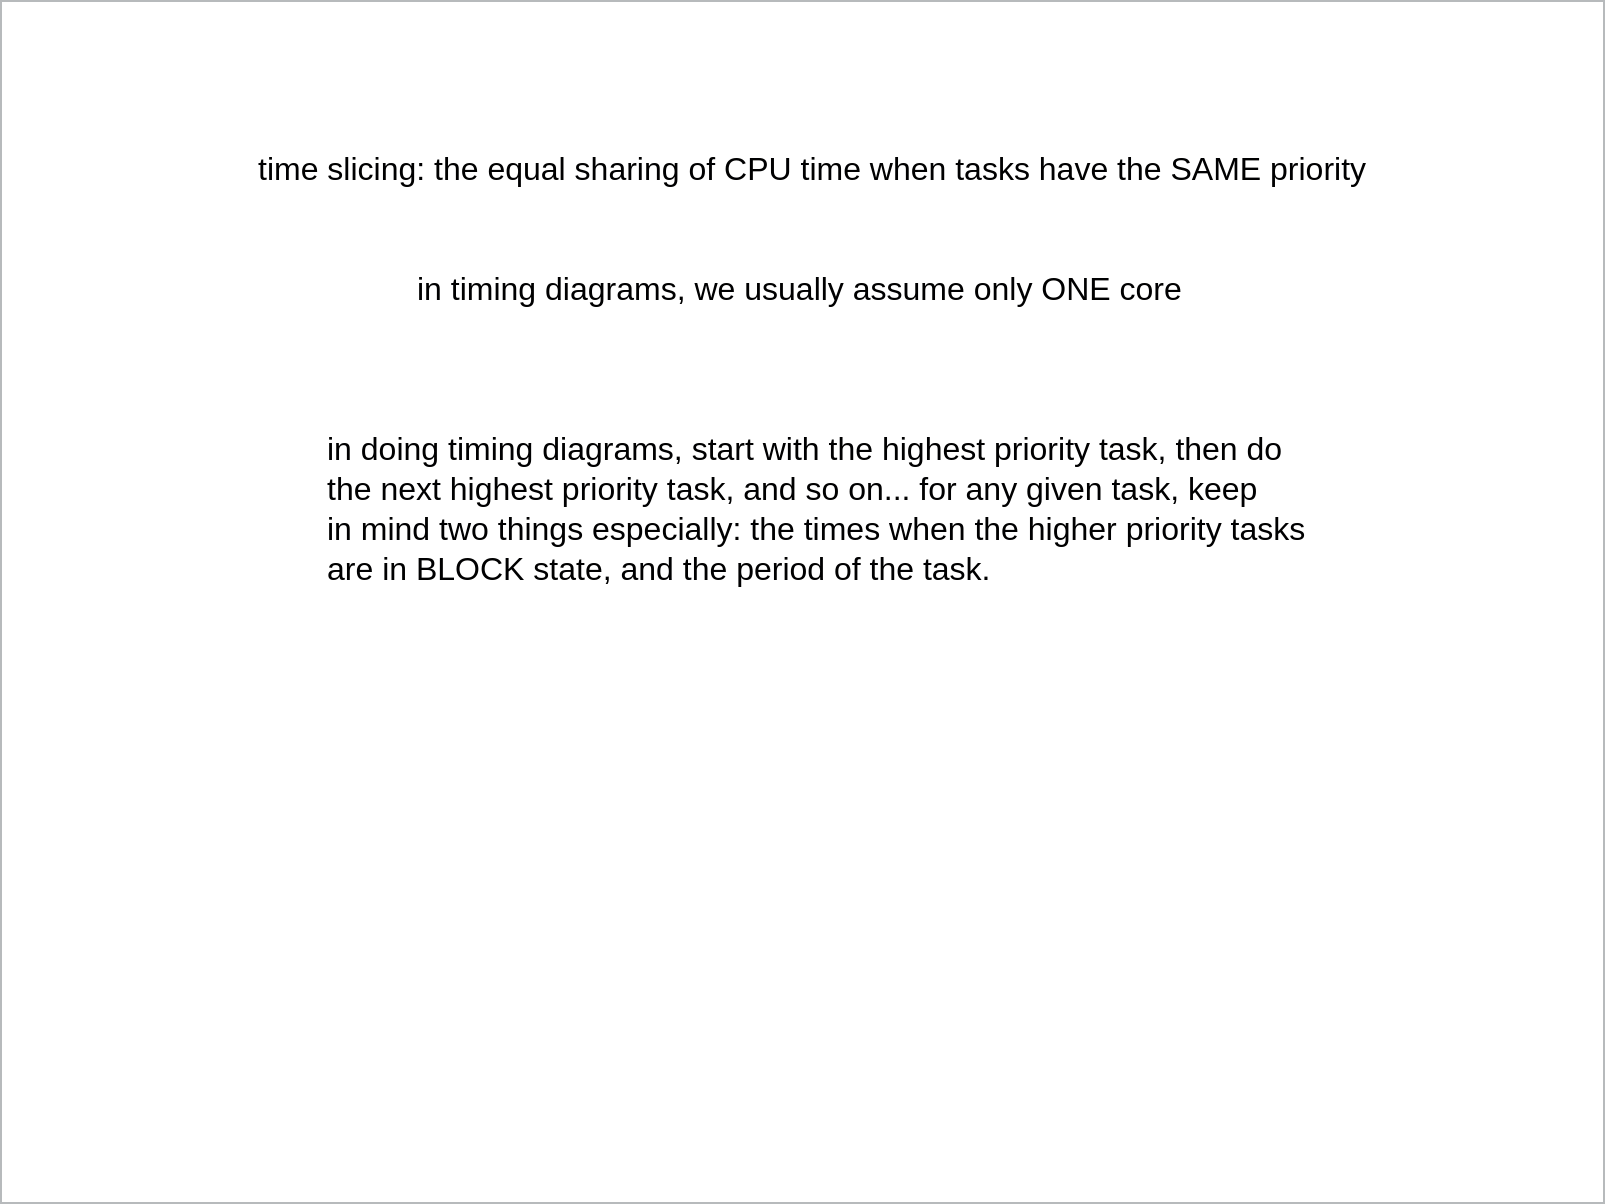 time slicing: the equal sharing of CPU time when tasks have the SAME priority
in timing diagrams, we usually assume only ONE core
in doing timing diagrams, start with the highest priority task, then do
the next highest priority task, and so on... for any given task, keep
in mind two things especially: the times when the higher priority tasks
are in BLOCK state, and the period of the task.